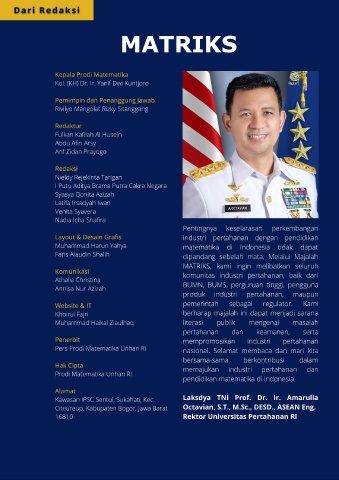 Dari Redaksi
MATRIKS
Kepala Prodi Matematika
Kol. (KH) Dr. Ir. Yanif Dwi Kuntjoro
Pemimpin dan Penanggung Jawab
Rivilyo Mangolat Rizky Sitanggang
Redaktur
Fulkan Kafilah Al Husein
Abdu Alin Arsy
Arif Zidan Prayogo
Redaksi
Nieldy Rejekinta Tarigan
I Putu Aditya Brama Putra Cakra Negara
Syasya Qonita Azizah
Latifa Irsadyah Iwan
Venita Syavera
Nadia Icha Shafira
Layout & Desain Grafis
Muhammad Harun Yahya
Faris Alaudin Shalih
Komunikasi
Athalia Christina
Annisa Nur Azizah
Website & IT
Khoirul Fajri
Muhammad Haikal Ziaulhaq
Penerbit
Pers Prodi Matematika Unhan RI
Hak Cipta
Prodi Matematika Unhan RI
Alamat
Kawasan IPSC Sentul, Sukahati, Kec.
Citeureup, Kabupaten Bogor, Jawa Barat
16810
A OCTAVIAN
Pentingnya keselarasan perkembangan
industri pertahanan dengan pendidikan
matematika di Indonesia tidak dapat
dipandang sebelah mata. Melalui Majalah
MATRIKS, kami ingin melibatkan seluruh
komunitas industri pertahanan, baik dari
BUMN, BUMS, perguruan tinggi, pengguna
produk industri pertahanan, maupun
pemerintah sebagai regulator. Kami
berharap majalah ini dapat menjadi sarana
literasi publik mengenai masalah
pertahanan dan keamanan, serta
mempromosikan industri pertahanan
nasional. Selamat membaca dan mari kita
bersama-sama berkontribusi dalam
memajukan industri pertahanan dan
pendidikan matematika di Indonesia.
Laksdya TNI Prof. Dr. Ir. Amarulla
Octavian, S.T., M.Sc., DESD., ASEAN Eng.
Rektor Universitas Pertahanan RI